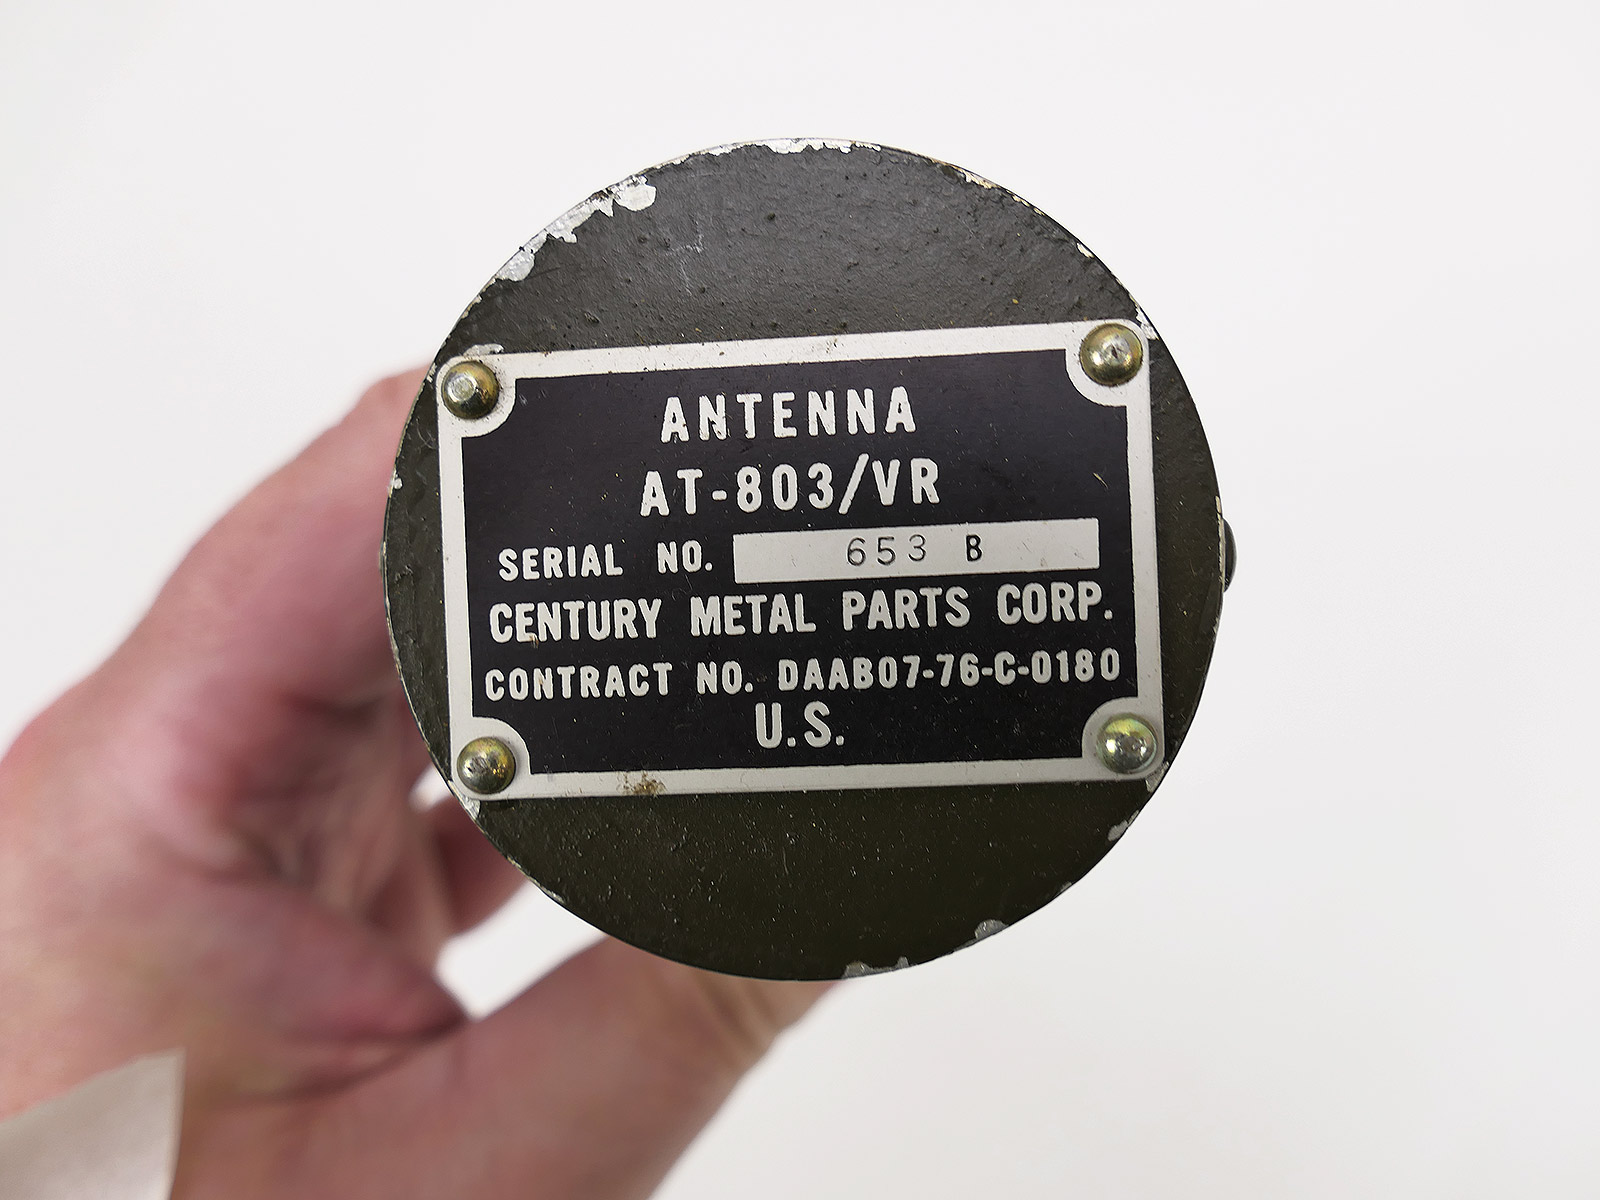 ANTENNA
AT-803/VR
SERIAL NO. 653 B
CENTURY METAL PARTS CORP.
CONTRACT NO. DAAB07-76-C-0180
U.S.